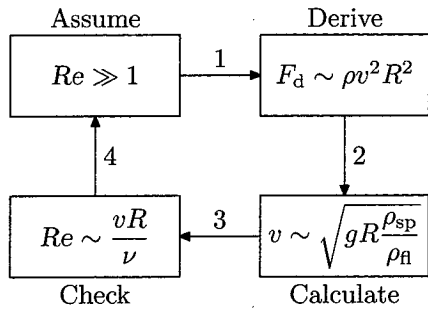 Assume
Derive
Re ≫ 1
1
F_d ∼ ρv²R²
4
2
Re ∼ vR/ν
3
v ∼ √(gR ρ_sp/ρ_fl)
Check
Calculate